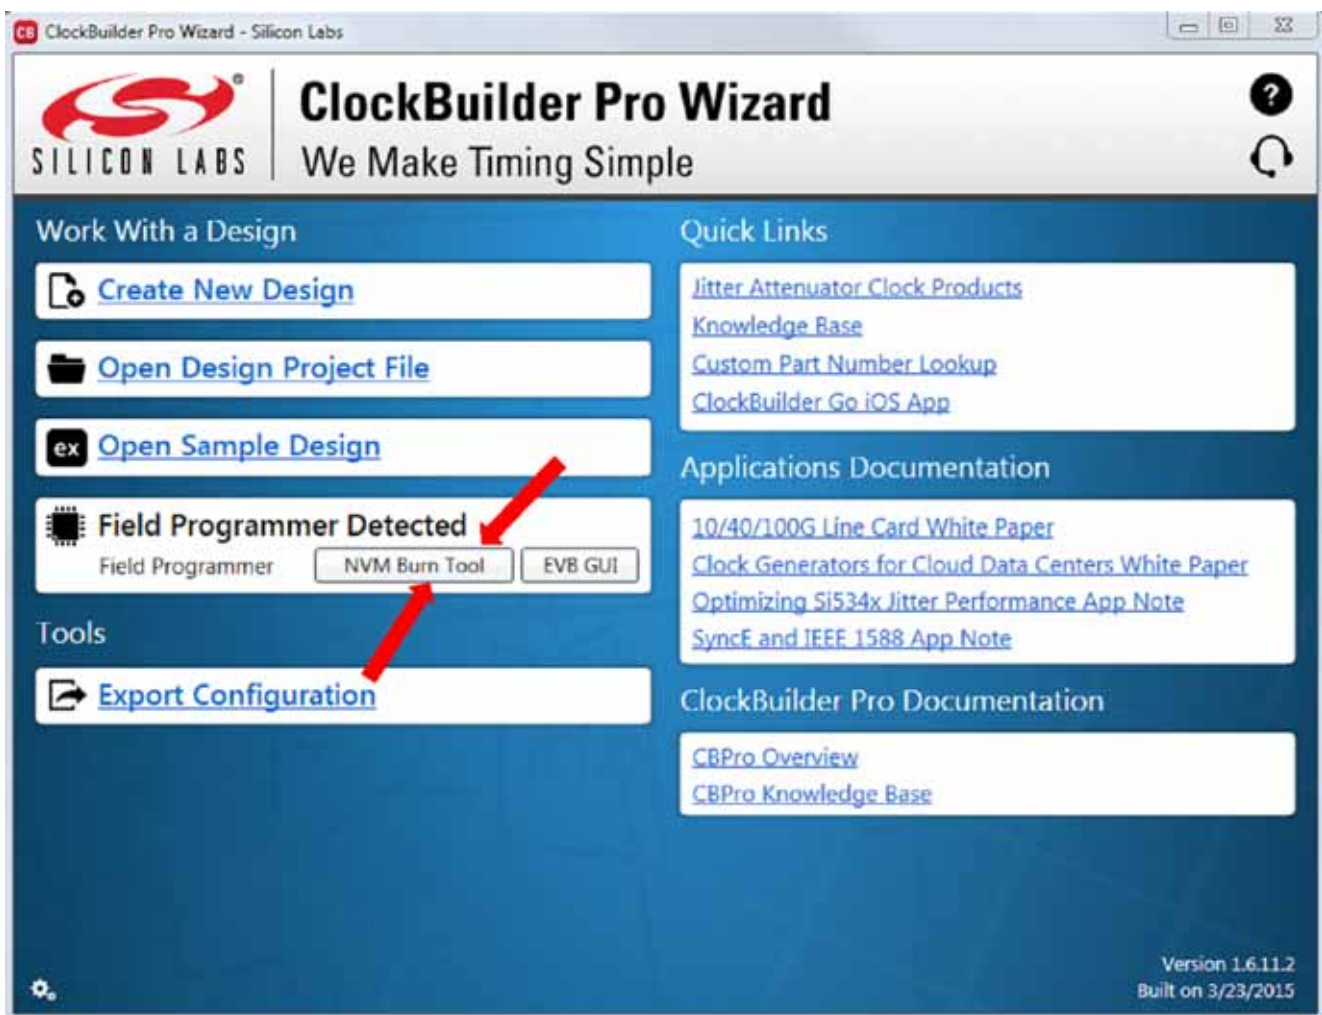 CB ClockBuilder Pro Wizard - Silicon Labs
SILICON LABS
ClockBuilder Pro Wizard
We Make Timing Simple
?
Work With a Design
Create New Design
Open Design Project File
ex Open Sample Design
Field Programmer Detected
Field Programmer NVM Burn Tool EVB GUI
Tools
Export Configuration
Quick Links
Jitter Attenuator Clock Products
Knowledge Base
Custom Part Number Lookup
ClockBuilder Go iOS App
Applications Documentation
10/40/100G Line Card White Paper
Clock Generators for Cloud Data Centers White Paper
Optimizing Si534x Jitter Performance App Note
SyncE and IEEE 1588 App Note
ClockBuilder Pro Documentation
CBPro Overview
CBPro Knowledge Base
Version 1.6.11.2
Built on 3/23/2015